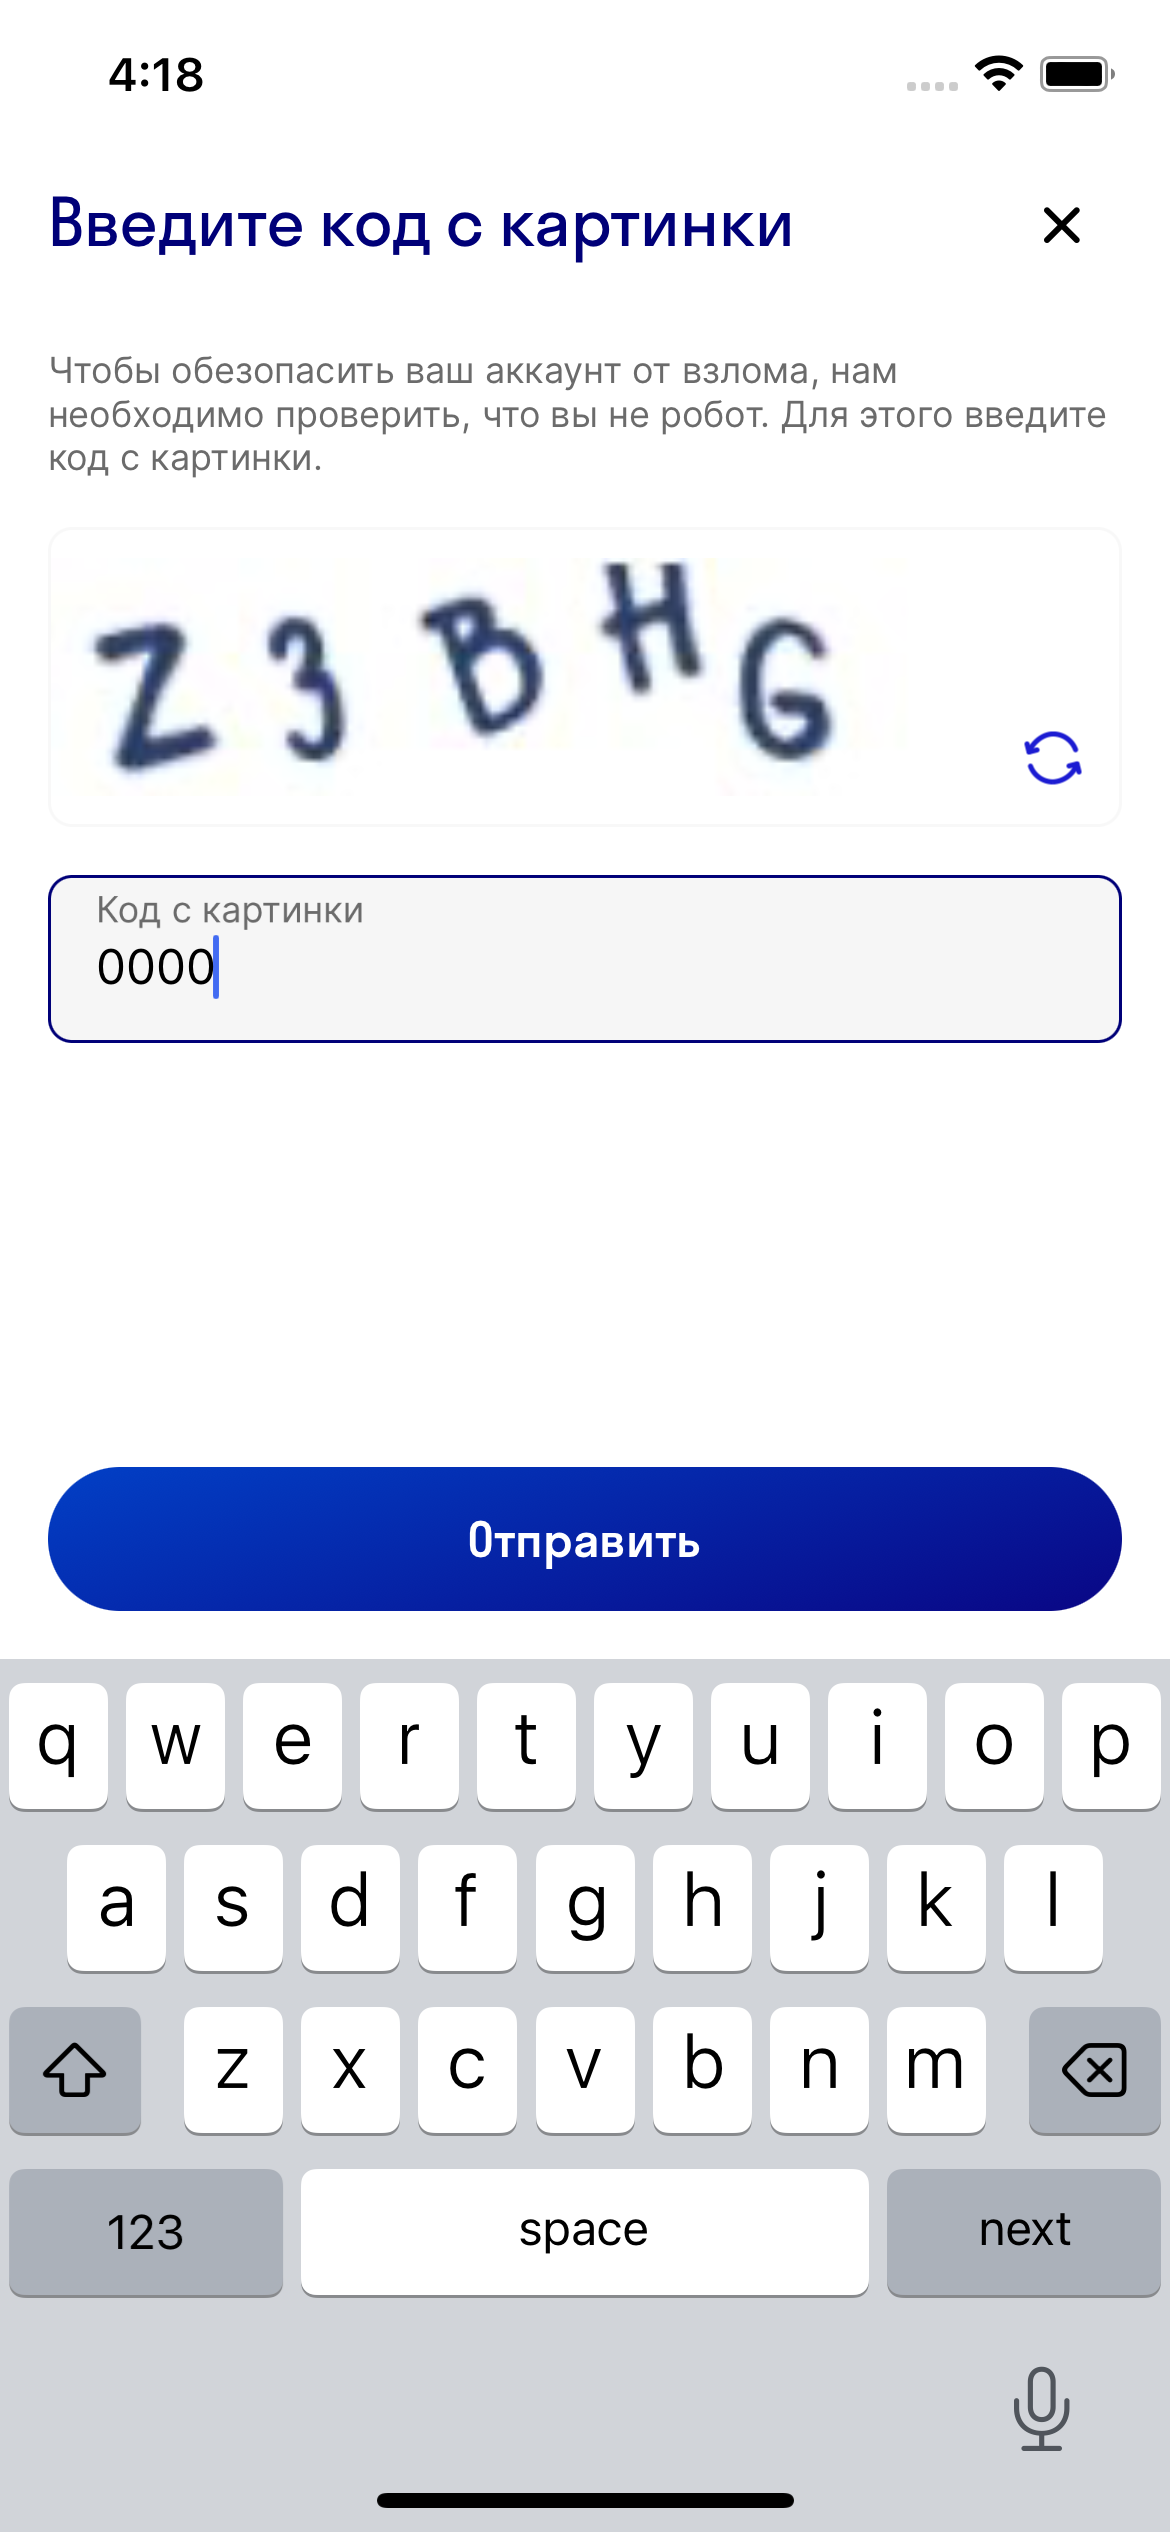 4:18
Введите код с картинки
Чтобы обезопасить ваш аккаунт от взлома, нам
необходимо проверить, что вы не робот. Для этого введите
код с картинки.
Z3BHG
Код с картинки
0000
Отправить
q w e r t y u i o p
a s d f g h j k l
z x c v b n m
123 space next